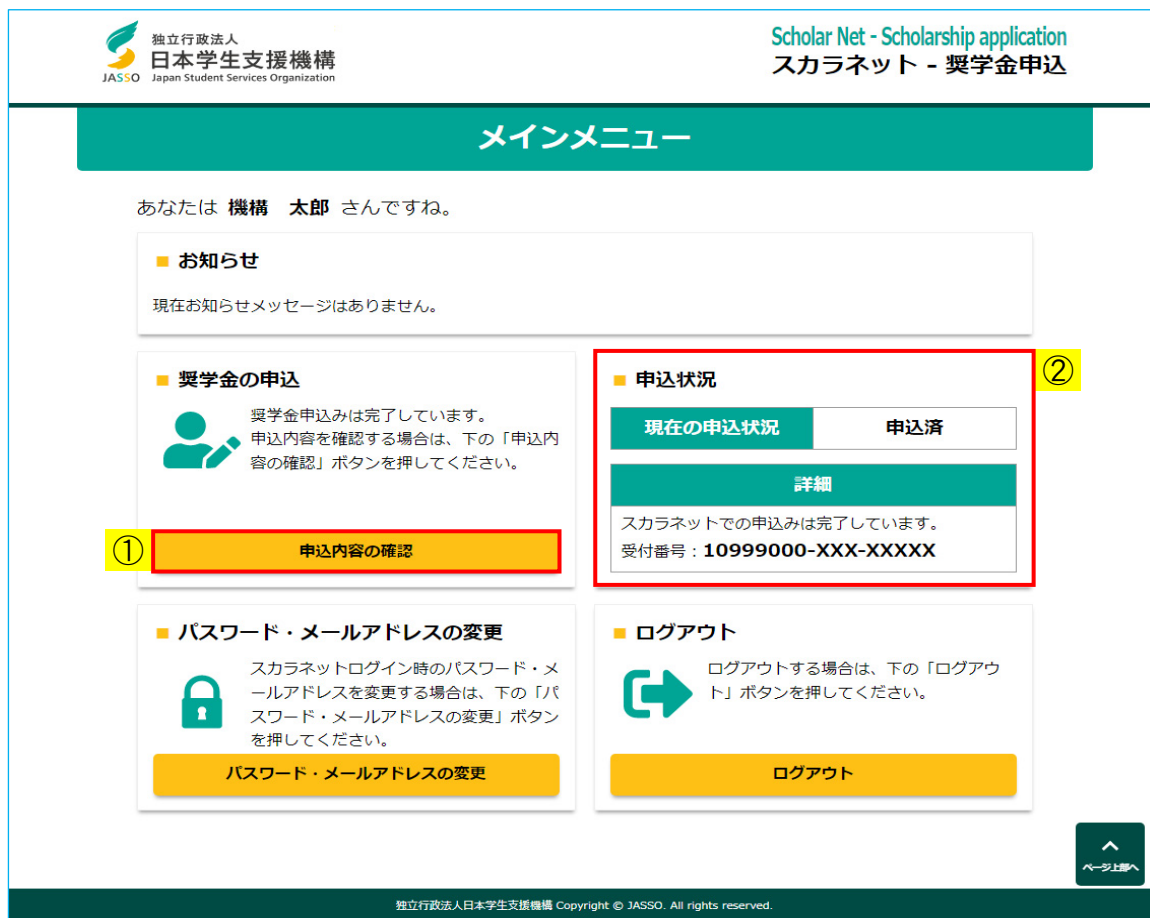 独立行政法人
日本学生支援機構
JASSO Japan Student Services Organization
Scholar Net - Scholarship application
スカラネット - 奨学金申込
メインメニュー
あなたは 機構　太郎 さんですね。
お知らせ
現在お知らせメッセージはありません。
奨学金の申込
奨学金申込みは完了しています。
申込内容を確認する場合は、下の「申込内
容の確認」ボタンを押してください。
①
申込内容の確認
②
申込状況
現在の申込状況 申込済
詳細
スカラネットでの申込みは完了しています。
受付番号：10999000-XXX-XXXXX
パスワード・メールアドレスの変更
スカラネットログイン時のパスワード・メ
ールアドレスを変更する場合は、下の「パ
スワード・メールアドレスの変更」ボタン
を押してください。
パスワード・メールアドレスの変更
ログアウト
ログアウトする場合は、下の「ログアウ
ト」ボタンを押してください。
ログアウト
ページ上部へ
独立行政法人日本学生支援機構 Copyright © JASSO. All rights reserved.